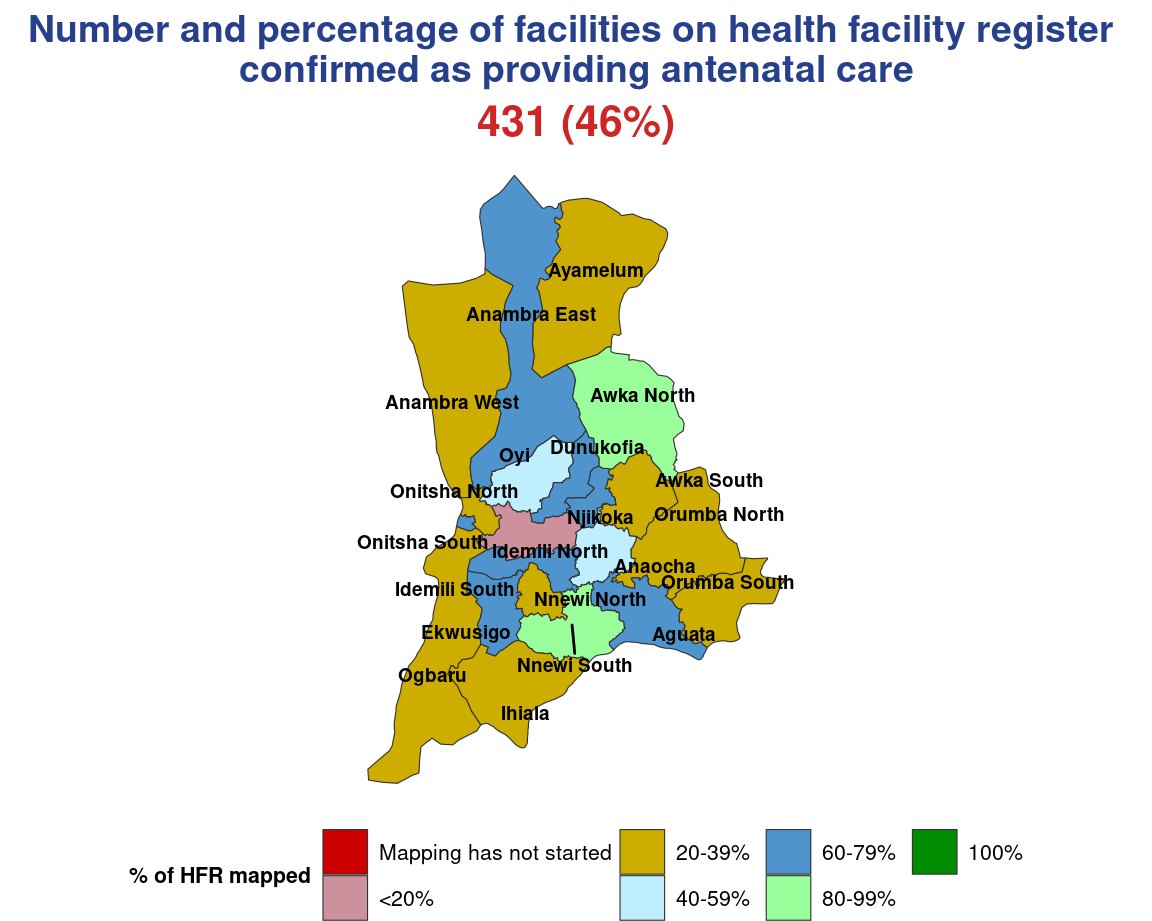 Number and percentage of facilities on health facility register
confirmed as providing antenatal care
431 (46%)
Ayamelum
Anambra East
Awka North
Anambra West
Dunukofia
Oyi
Awka South
Onitsha North
Orumba North
Njikoka
Onitsha South
Idemili North
Anaocha
Orumba South
Idemili South
Nnewi North
Ekwusigo
Aguata
Nnewi South
Ogbaru
Ihiala
% of HFR mapped
Mapping has not started
20-39%
60-79%
100%
<20%
40-59%
80-99%